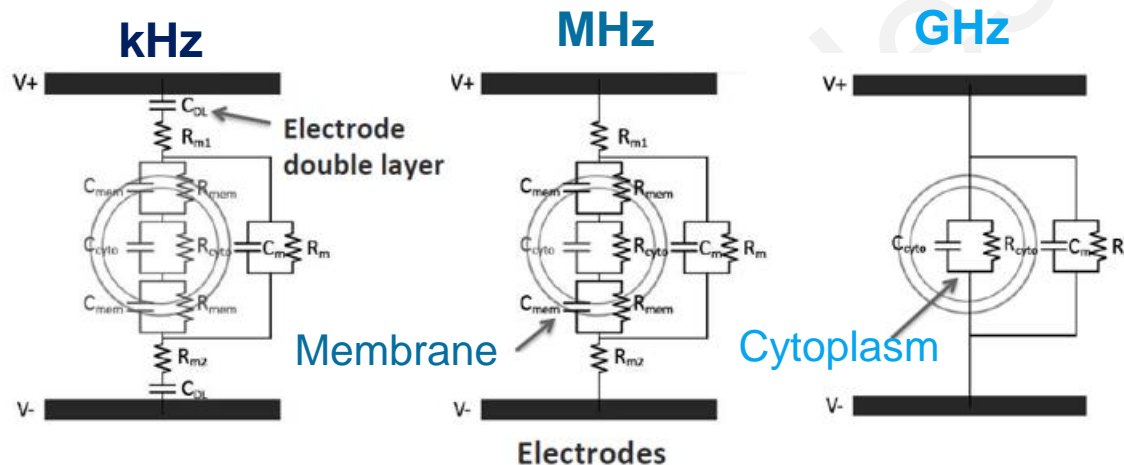 kHz
MHz
GHz
V+
C_DL
Electrode
double layer
R_m1
C_mem
R_mem
C_cyto
R_cyto
C_m
R_m
C_mem
R_mem
R_m2
C_DL
V-
V+
R_m1
C_mem
R_mem
C_cyto
R_cyto
C_m
R_m
C_mem
R_mem
Membrane
R_m2
V-
Electrodes
V+
C_cyto
R_cyto
C_m
R
Cytoplasm
V-